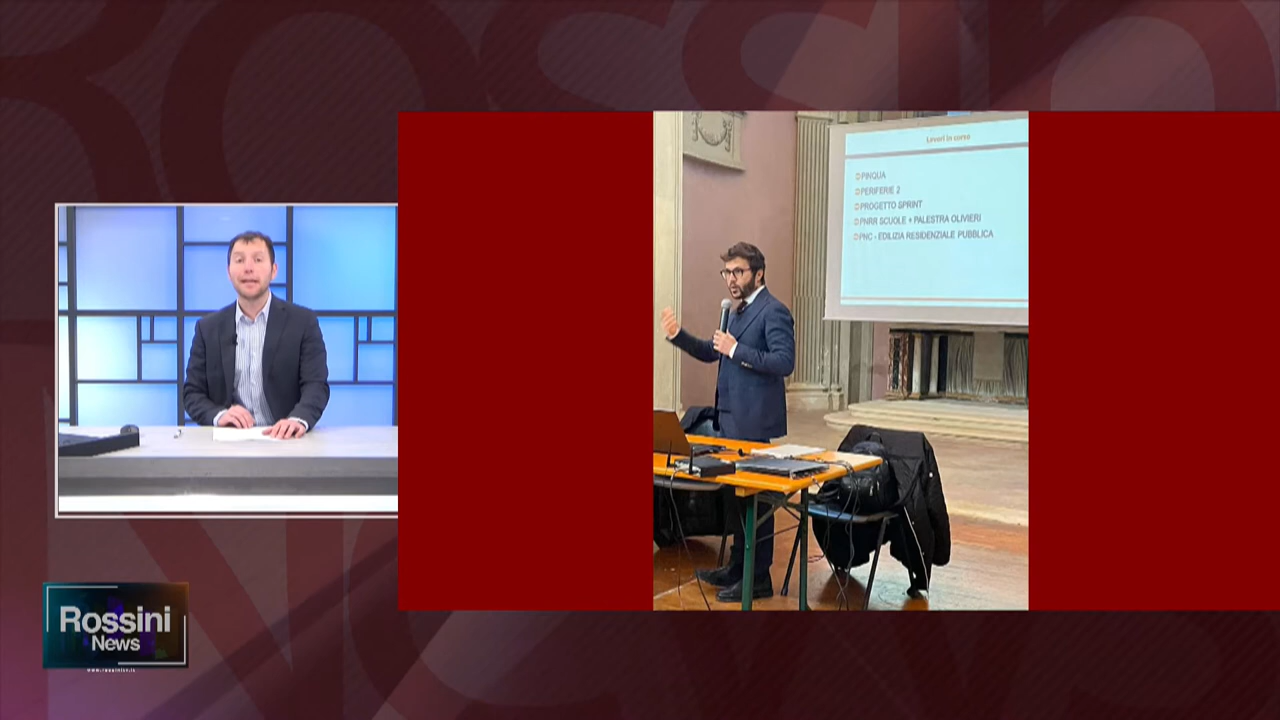 Lavori in corso
PINQUA
PERIFERIE 2
PROGETTO SPRINT
PNRR SCUOLE + PALESTRA OLIVIERI
PNC - EDILIZIA RESIDENZIALE PUBBLICA
Rossini
News